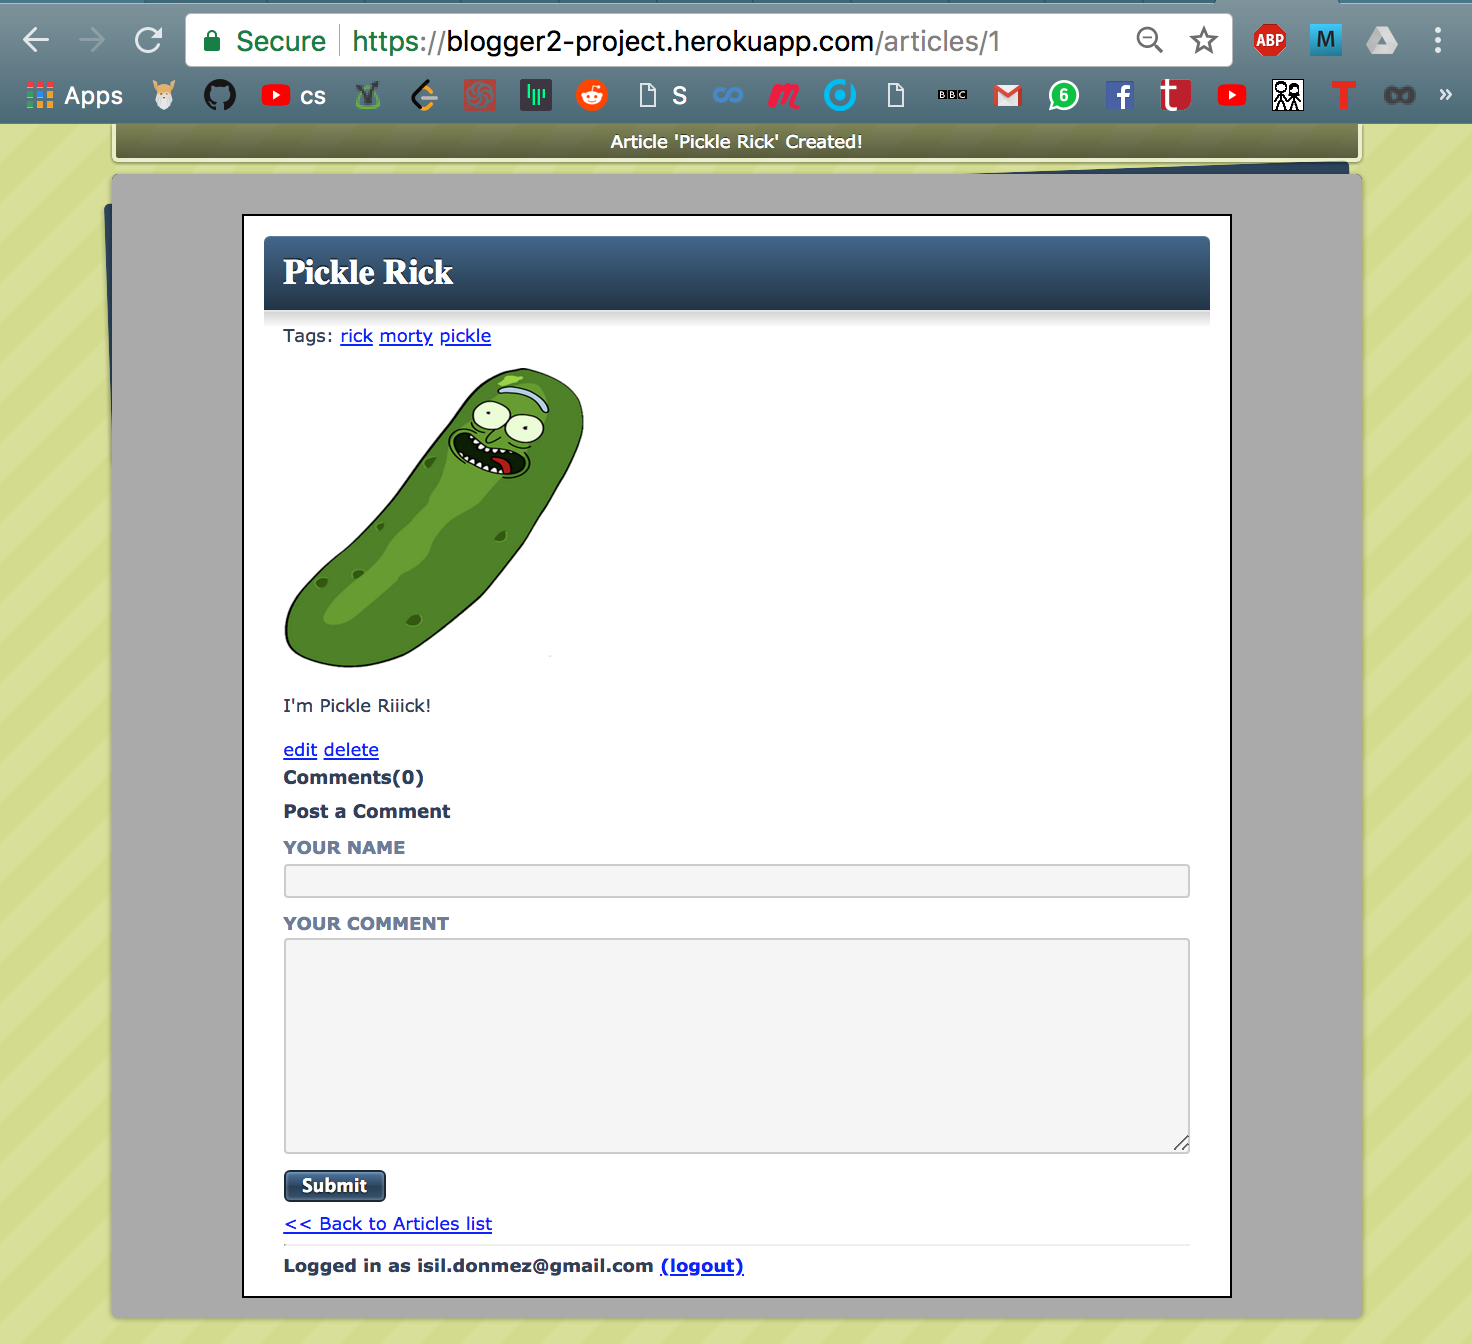 Secure https://blogger2-project.herokuapp.com/articles/1 ABP M
Apps cs S m BBC 6 f t T »
Article 'Pickle Rick' Created!
Pickle Rick
Tags: rick morty pickle
I'm Pickle Riiick!
edit delete
Comments(0)
Post a Comment
YOUR NAME
YOUR COMMENT
Submit
<< Back to Articles list
Logged in as isil.donmez@gmail.com (logout)